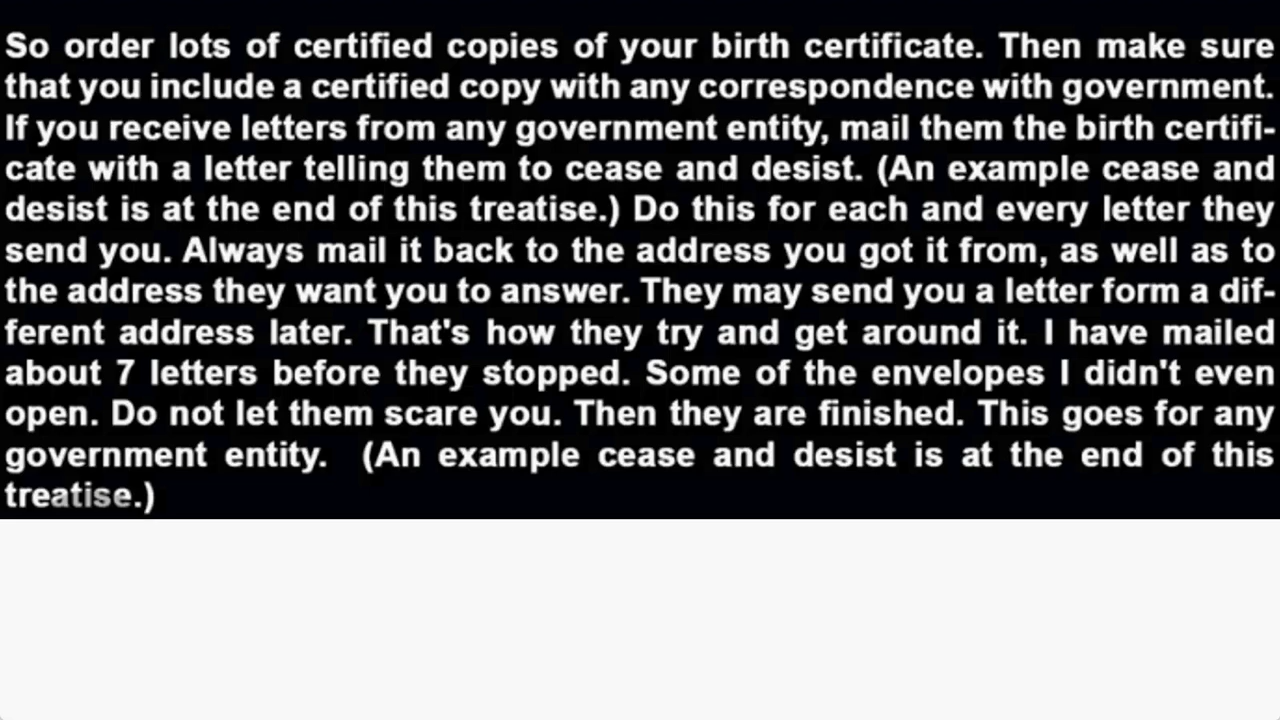 So order lots of certified copies of your birth certificate. Then make sure
that you include a certified copy with any correspondence with government.
If you receive letters from any government entity, mail them the birth certifi-
cate with a letter telling them to cease and desist. (An example cease and
desist is at the end of this treatise.) Do this for each and every letter they
send you. Always mail it back to the address you got it from, as well as to
the address they want you to answer. They may send you a letter form a dif-
ferent address later. That's how they try and get around it. I have mailed
about 7 letters before they stopped. Some of the envelopes I didn't even
open. Do not let them scare you. Then they are finished. This goes for any
government entity. (An example cease and desist is at the end of this
treatise.)